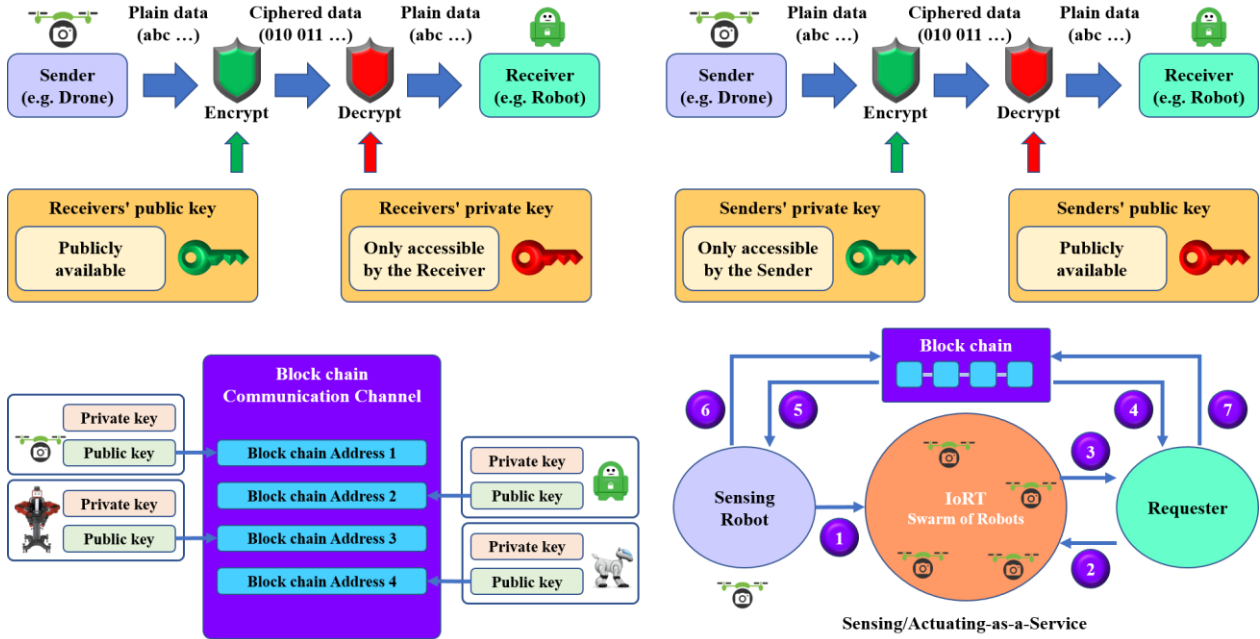 Plain data
(abc …)
Ciphered data
(010 011 …)
Plain data
(abc …)
Sender
(e.g. Drone)
Receiver
(e.g. Robot)
Encrypt
Decrypt
Receivers' public key
Publicly
available
Receivers' private key
Only accessible
by the Receiver
Plain data
(abc …)
Ciphered data
(010 011 …)
Plain data
(abc …)
Sender
(e.g. Drone)
Receiver
(e.g. Robot)
Encrypt
Decrypt
Senders' private key
Only accessible
by the Sender
Senders' public key
Publicly
available
Block chain
Communication Channel
Private key
Public key
Private key
Public key
Block chain Address 1
Block chain Address 2
Block chain Address 3
Block chain Address 4
Private key
Public key
Private key
Public key
Block chain
6
5
4
7
3
Sensing
Robot
IoRT
Swarm of Robots
Requester
1
2
Sensing/Actuating-as-a-Service